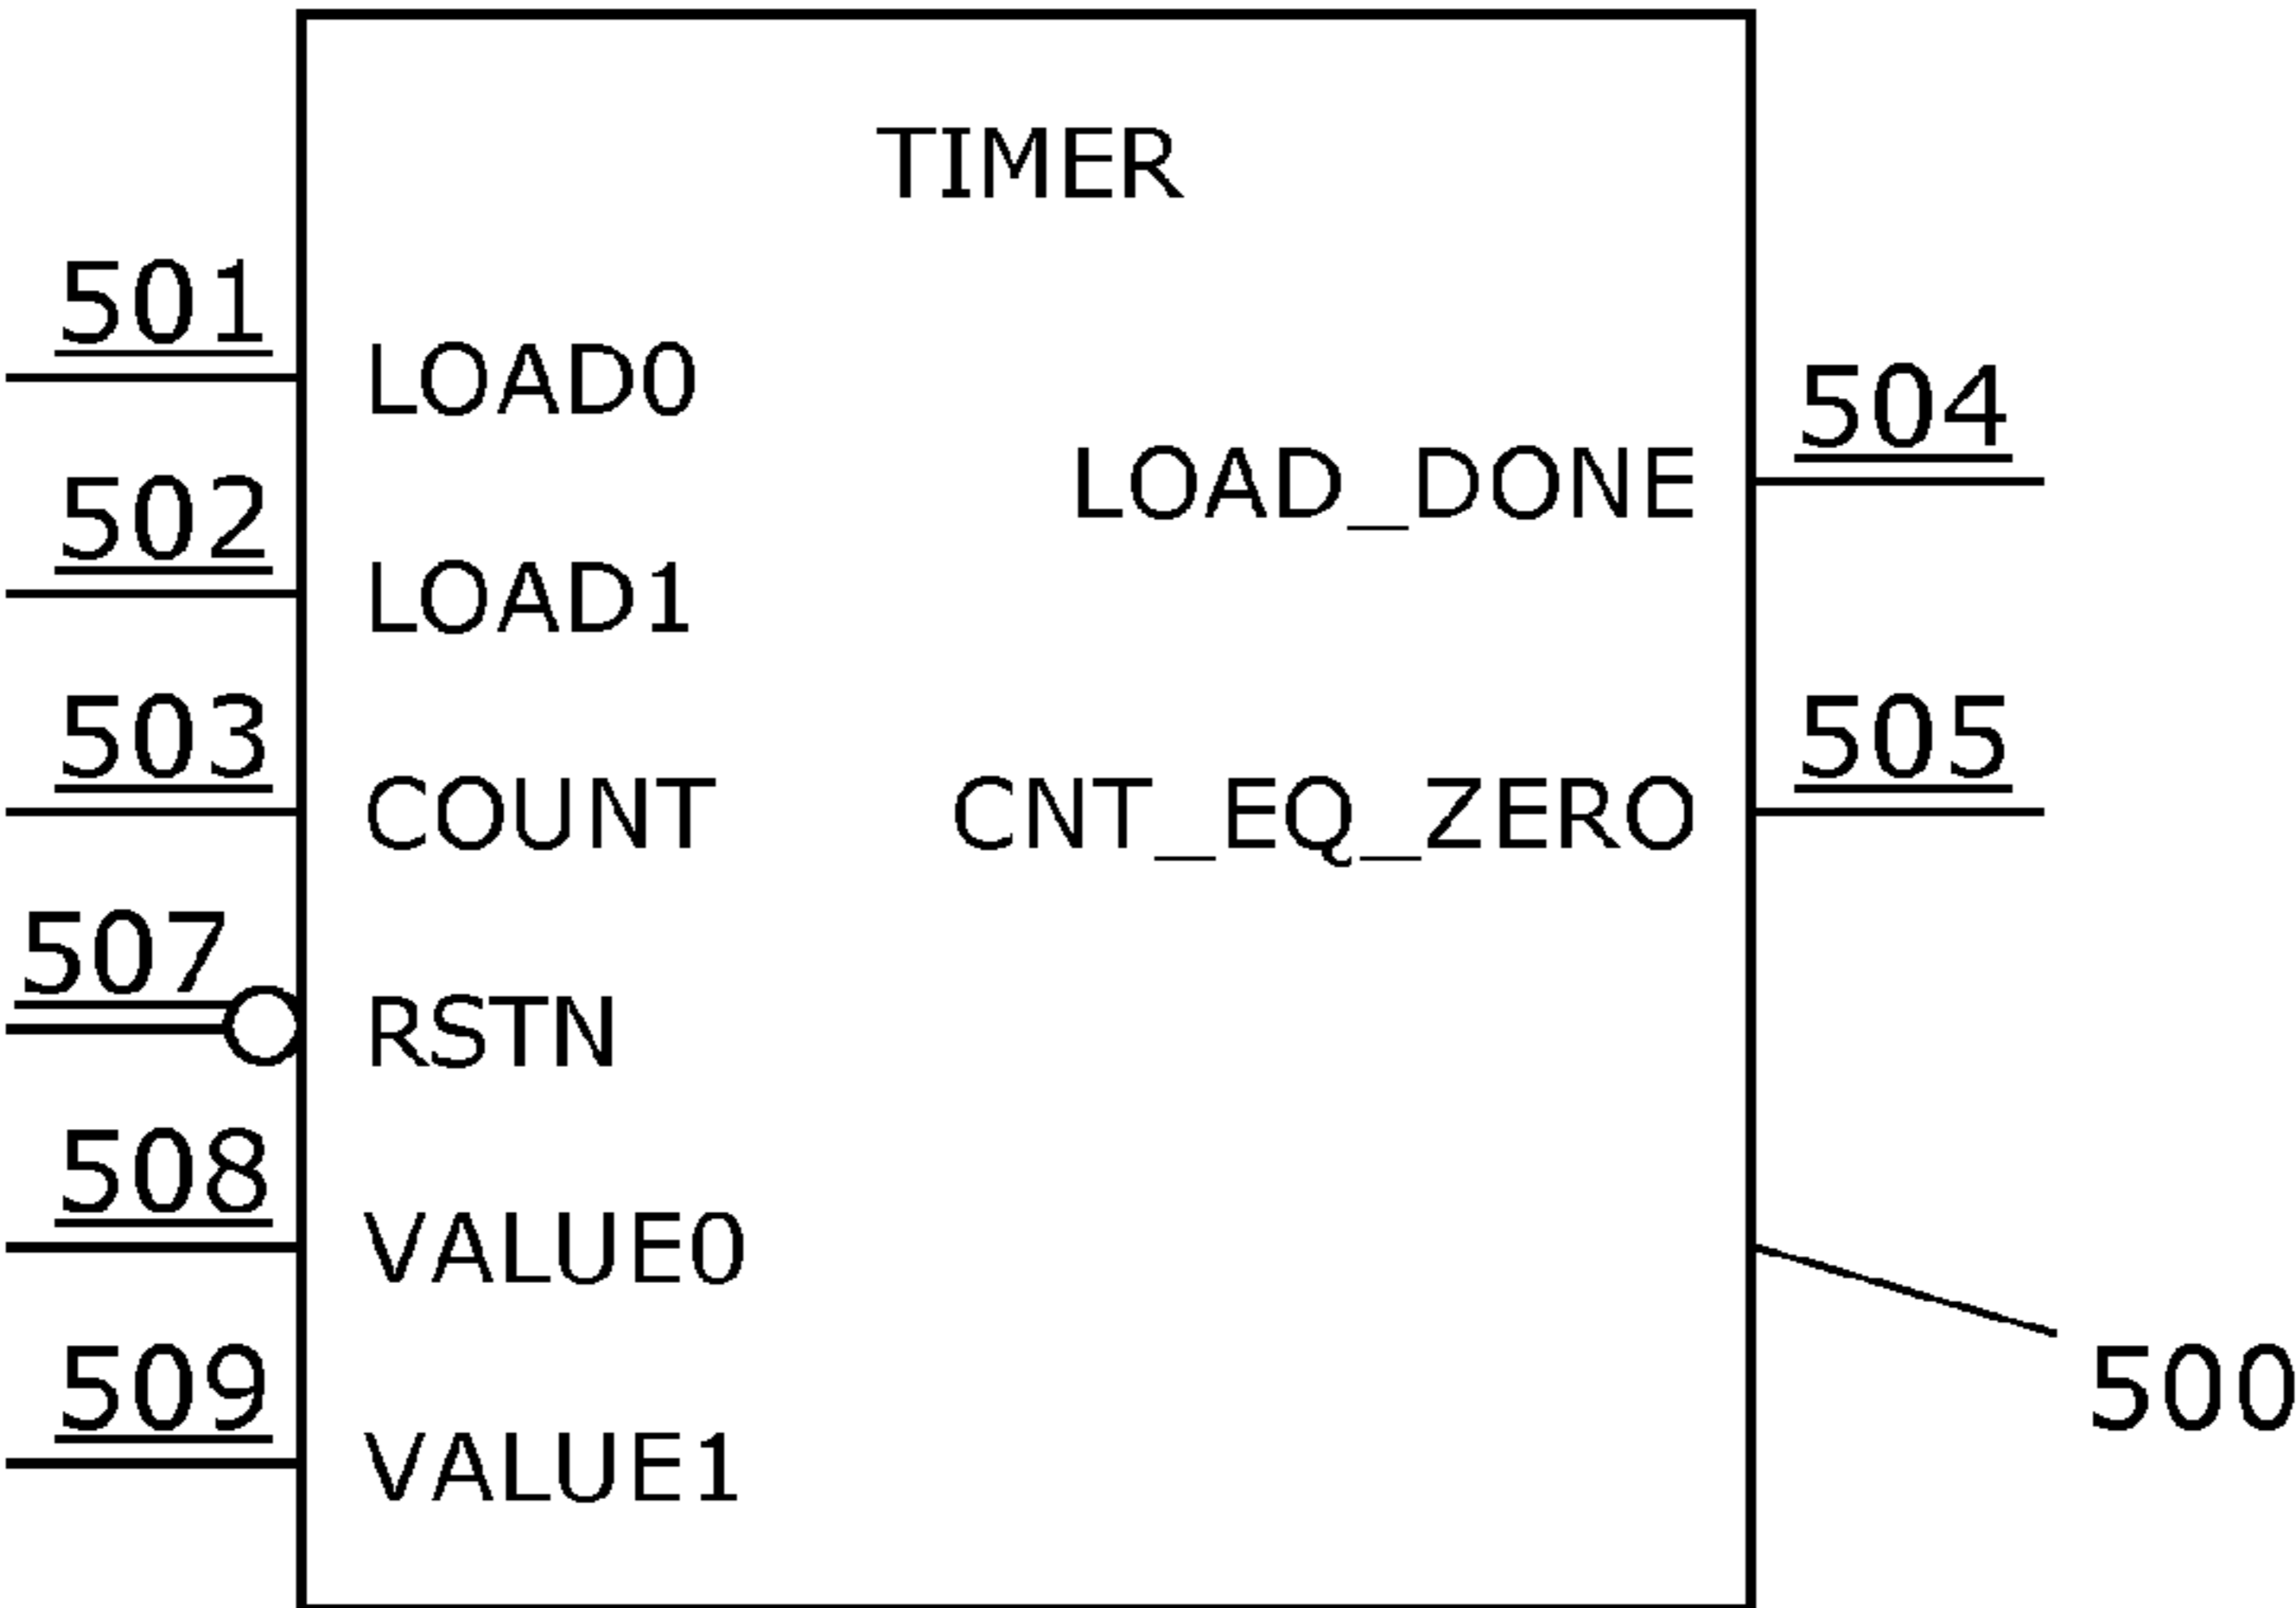 TIMER
501
LOAD0
504
LOAD_DONE
502
LOAD1
503
COUNT
505
CNT_EQ_ZERO
507
RSTN
508
VALUE0
500
509
VALUE1